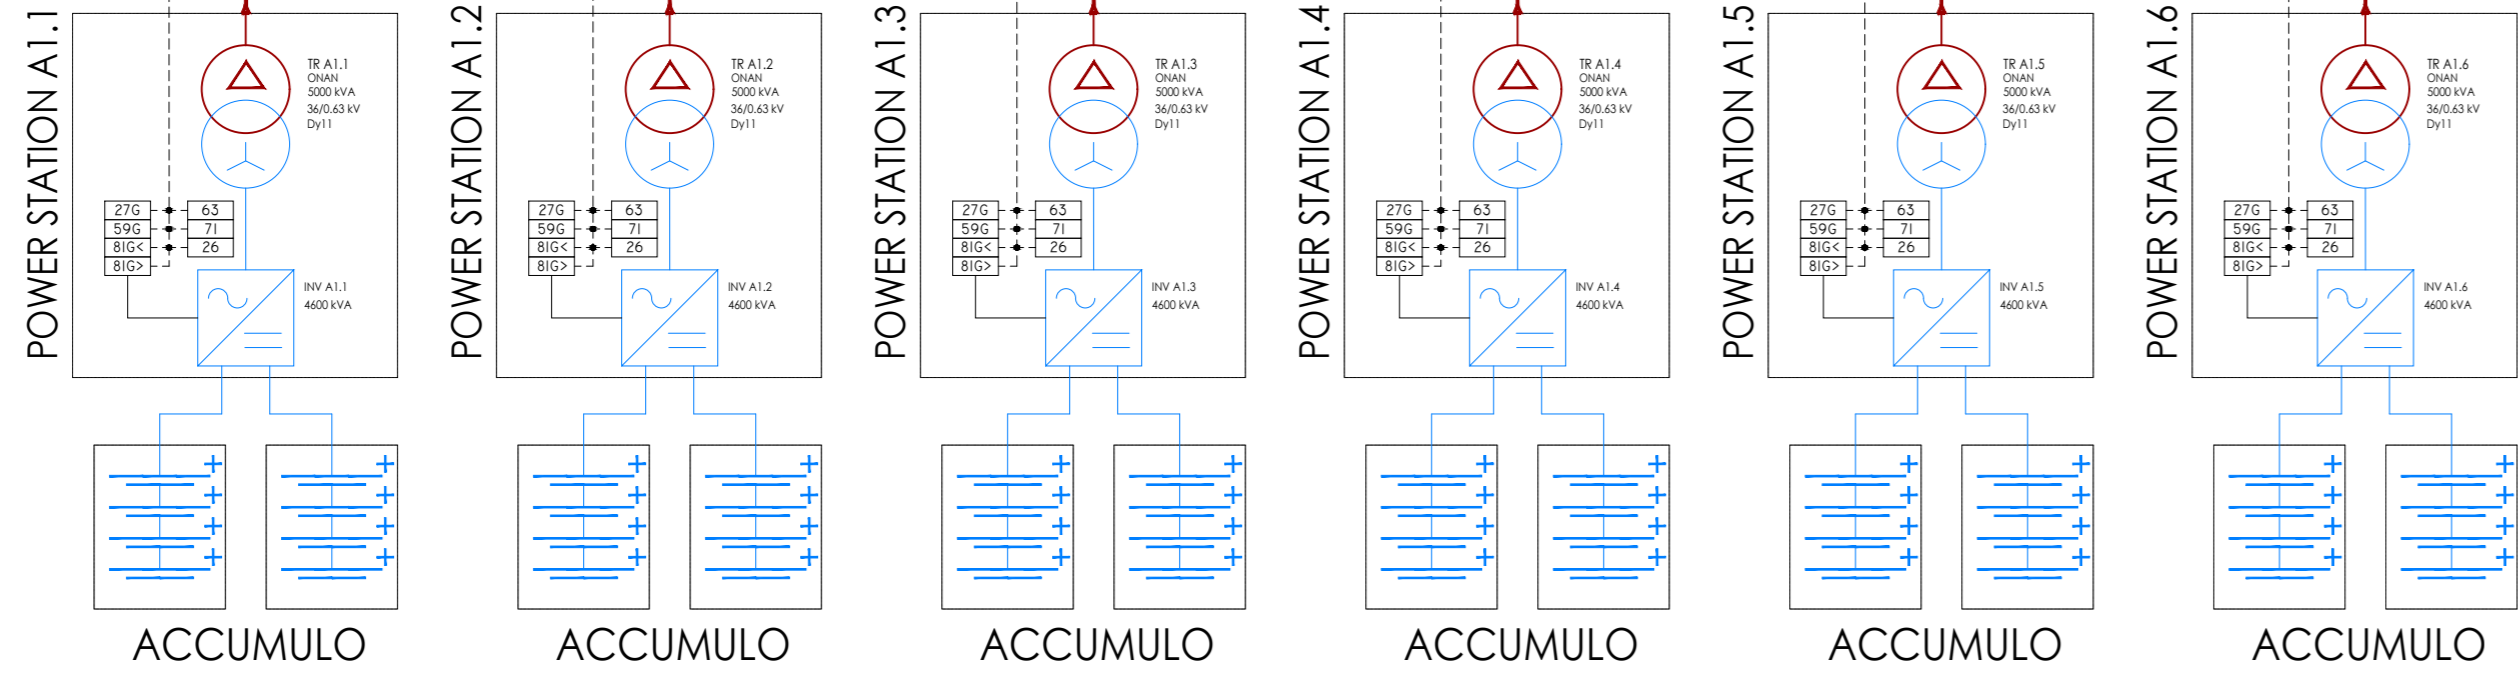 POWER STATION A1.1
TR A1.1
ONAN
5000 kVA
36/0.63 kV
Dy11
27G
59G
81G<
81G>
63
71
26
INV A1.1
4600 kVA
ACCUMULO
POWER STATION A1.2
TR A1.2
ONAN
5000 kVA
36/0.63 kV
Dy11
27G
59G
81G<
81G>
63
71
26
INV A1.2
4600 kVA
ACCUMULO
POWER STATION A1.3
TR A1.3
ONAN
5000 kVA
36/0.63 kV
Dy11
27G
59G
81G<
81G>
63
71
26
INV A1.3
4600 kVA
ACCUMULO
POWER STATION A1.4
TR A1.4
ONAN
5000 kVA
36/0.63 kV
Dy11
27G
59G
81G<
81G>
63
71
26
INV A1.4
4600 kVA
ACCUMULO
POWER STATION A1.5
TR A1.5
ONAN
5000 kVA
36/0.63 kV
Dy11
27G
59G
81G<
81G>
63
71
26
INV A1.5
4600 kVA
ACCUMULO
POWER STATION A1.6
TR A1.6
ONAN
5000 kVA
36/0.63 kV
Dy11
27G
59G
81G<
81G>
63
71
26
INV A1.6
4600 kVA
ACCUMULO